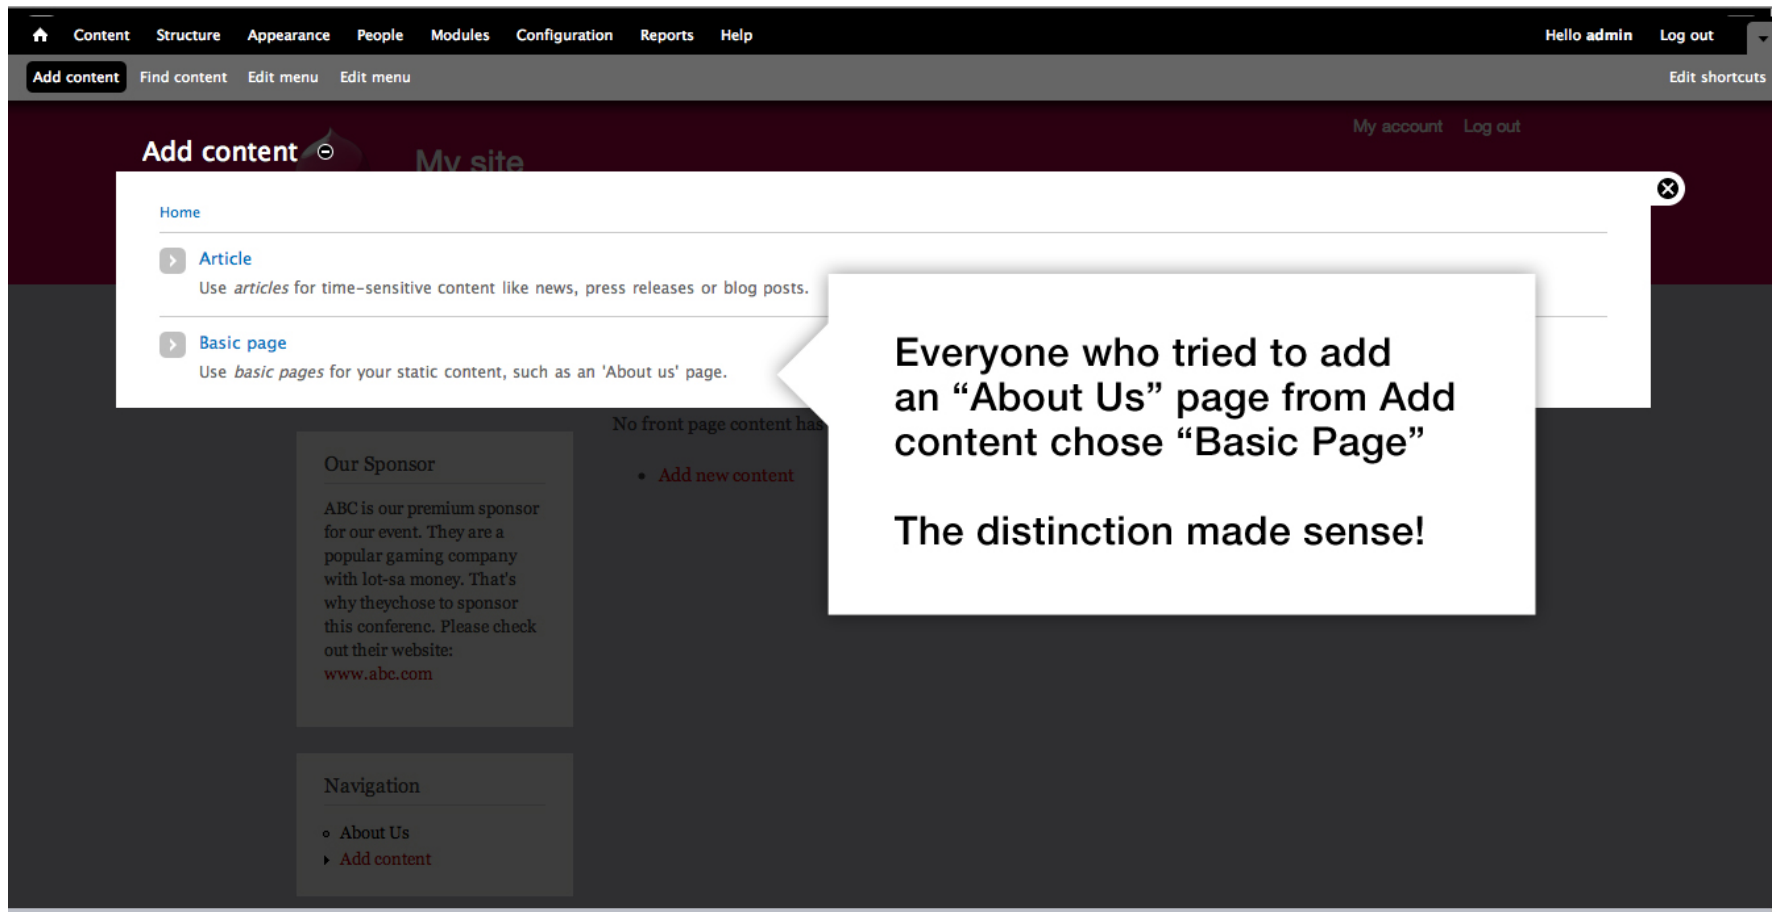 Content Structure Appearance People Modules Configuration Reports Help Hello admin Log out
Add content Find content Edit menu Edit menu Edit shortcuts
My account Log out
Add content
My site
Home
Article
Use articles for time-sensitive content like news, press releases or blog posts.
Basic page
Use basic pages for your static content, such as an 'About us' page.
Everyone who tried to add
an “About Us” page from Add
content chose “Basic Page”
The distinction made sense!
No front page content has
Add new content
Our Sponsor
ABC is our premium sponsor
for our event. They are a
popular gaming company
with lot-sa money. That's
why theychose to sponsor
this conferenc. Please check
out their website:
www.abc.com
Navigation
About Us
Add content